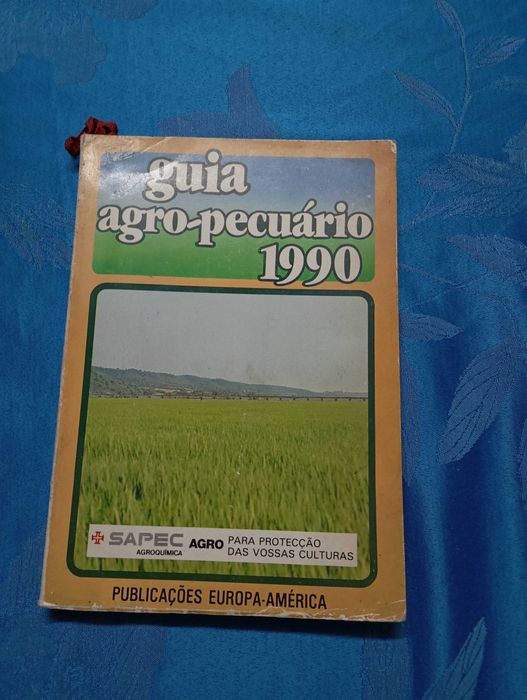 guia
agro-pecuário
1990
SAPEC
AGROQUÍMICA
AGRO
PARA PROTECÇÃO
DAS VOSSAS CULTURAS
PUBLICAÇÕES EUROPA-AMÉRICA